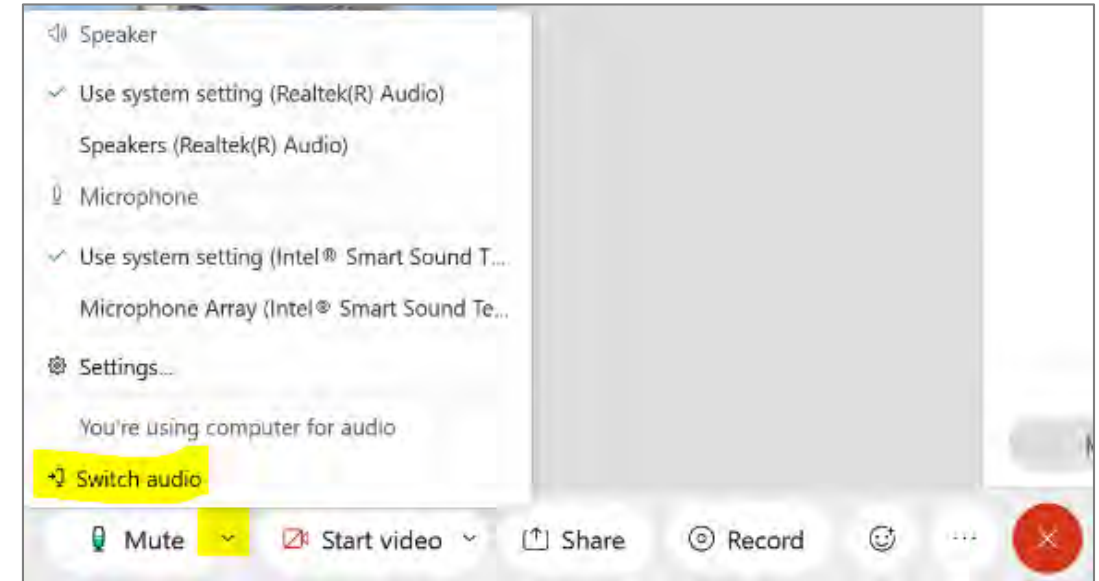 Speaker
Use system setting (Realtek(R) Audio)
Speakers (Realtek(R) Audio)
Microphone
Use system setting (Intel® Smart Sound T...
Microphone Array (Intel® Smart Sound Te...
Settings...
You're using computer for audio
Switch audio
Mute Start video Share Record